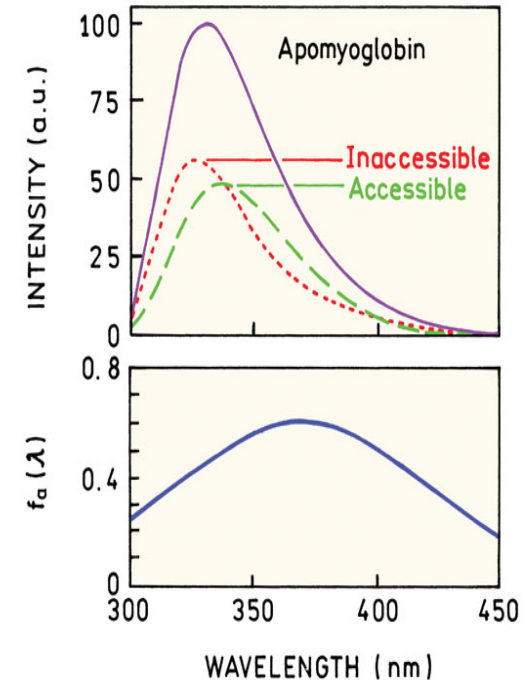 100
Apomyoglobin
75
Inaccessible
50
Accessible
25
0
INTENSITY (a.u.)
0.8
0.4
0
fa (λ)
300
350
400
450
WAVELENGTH (nm)